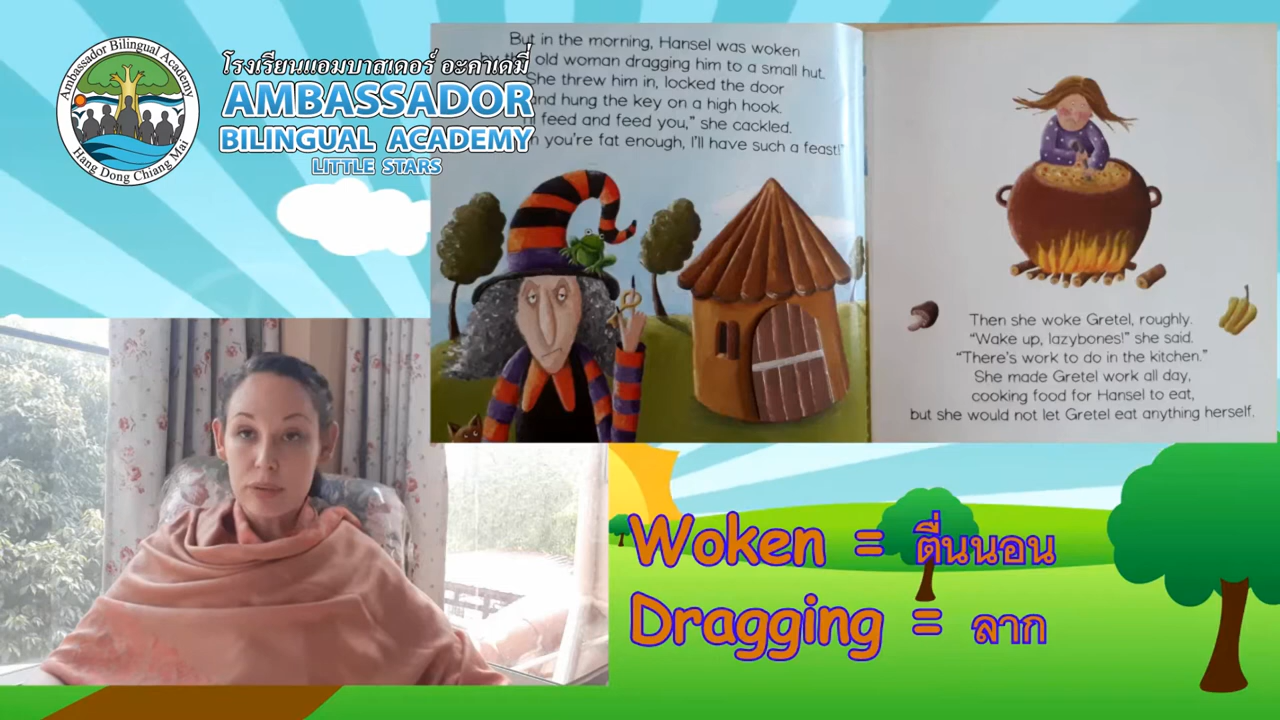 Ambassador Bilingual Academy
Hang Dong Chiang Mai
โรงเรียนแอมบาสเดอร์ อะคาเดมี่
AMBASSADOR
BILINGUAL ACADEMY
LITTLE STARS
But in the morning, Hansel was woken
old woman dragging him to a small hut.
She threw him in, locked the door
and hung the key on a high hook.
feed and feed you," she cackled.
you're fat enough, I'll have such a feast!"
Then she woke Gretel, roughly.
"Wake up, lazybones!" she said.
"There's work to do in the kitchen."
She made Gretel work all day,
cooking food for Hansel to eat,
but she would not let Gretel eat anything herself.
Woken = ตื่นนอน
Dragging = ลาก